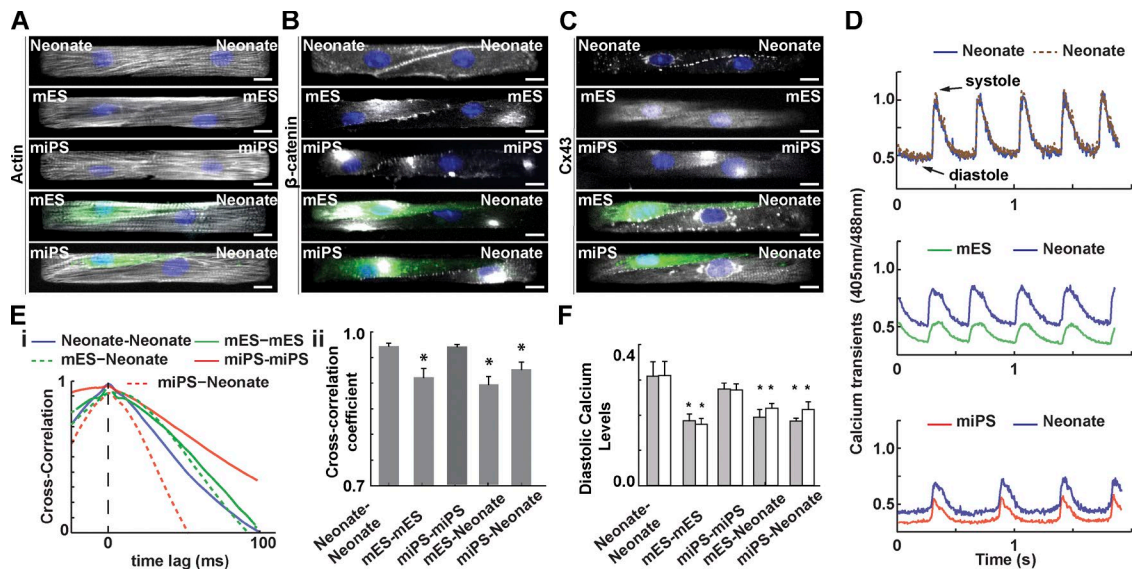 A
Neonate
Neonate
mES
mES
miPS
miPS
mES
Neonate
miPS
Neonate
Actin
B
Neonate
Neonate
mES
mES
miPS
miPS
mES
Neonate
miPS
Neonate
β-catenin
C
Neonate
Neonate
mES
mES
miPS
miPS
mES
Neonate
miPS
Neonate
Cx43
D
Neonate Neonate
systole
1.0
0.5
diastole
0 1
mES Neonate
1.0
0.5
0 1
miPS Neonate
1.0
0.5
0 1
Time (s)
Calcium transients (405nm/488nm)
E
i
Neonate-Neonate mES–mES
mES–Neonate miPS-miPS
miPS–Neonate
1
0
0 100
time lag (ms)
Cross-Correlation
ii
1.0
0.7
* * *
Cross-correlation
coefficient
Neonate-
Neonate
mES-mES
miPS-miPS
mES-Neonate
miPS-Neonate
F
0.4
0.0
* * * * * *
Diastolic Calcium
Levels
Neonate-
Neonate
mES-mES
miPS-miPS
mES-Neonate
miPS-Neonate